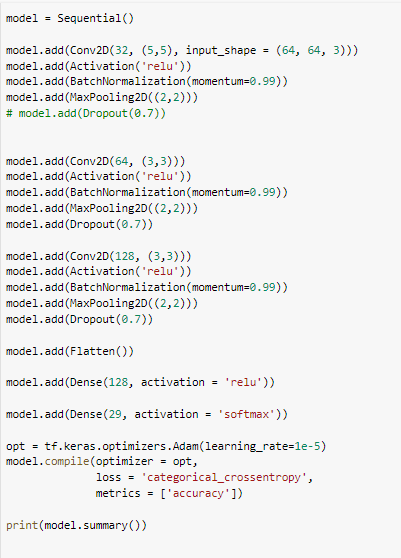 model = Sequential()
model.add(Conv2D(32, (5,5), input_shape = (64, 64, 3)))
model.add(Activation('relu'))
model.add(BatchNormalization(momentum=0.99))
model.add(MaxPooling2D((2,2)))
# model.add(Dropout(0.7))
model.add(Conv2D(64, (3,3)))
model.add(Activation('relu'))
model.add(BatchNormalization(momentum=0.99))
model.add(MaxPooling2D((2,2)))
model.add(Dropout(0.7))
model.add(Conv2D(128, (3,3)))
model.add(Activation('relu'))
model.add(BatchNormalization(momentum=0.99))
model.add(MaxPooling2D((2,2)))
model.add(Dropout(0.7))
model.add(Flatten())
model.add(Dense(128, activation = 'relu'))
model.add(Dense(29, activation = 'softmax'))
opt = tf.keras.optimizers.Adam(learning_rate=1e-5)
model.compile(optimizer = opt,
loss = 'categorical_crossentropy',
metrics = ['accuracy'])
print(model.summary())